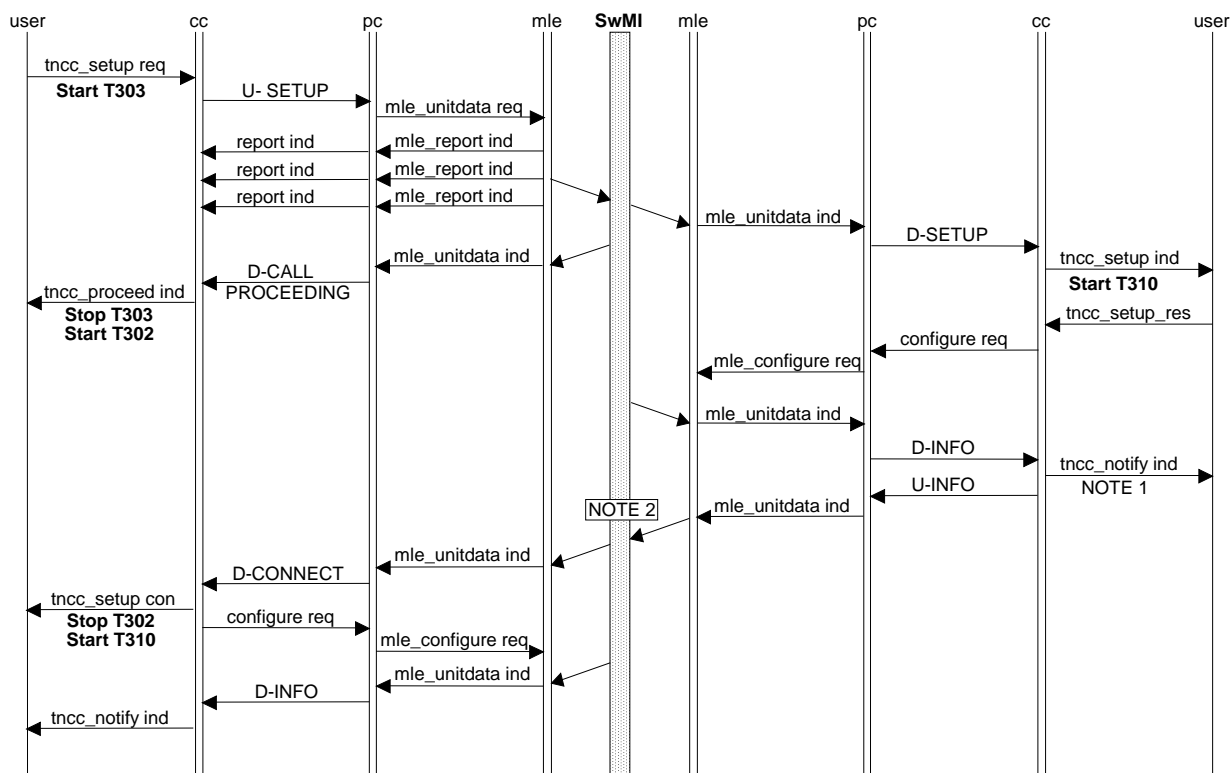 user cc pc mle SwMI mle pc cc user
tncc_setup req
Start T303
U- SETUP
mle_unitdata req
report ind mle_report ind
report ind mle_report ind
report ind mle_report ind
mle_unitdata ind
D-SETUP
mle_unitdata ind
tncc_setup ind
D-CALL
PROCEEDING
Start T310
tncc_proceed ind
Stop T303
Start T302
tncc_setup_res
configure req
mle_configure req
mle_unitdata ind
D-INFO
tncc_notify ind
NOTE 1
U-INFO
NOTE 2
mle_unitdata ind
mle_unitdata ind
D-CONNECT
tncc_setup con
Stop T302
Start T310
configure req
mle_configure req
mle_unitdata ind
D-INFO
tncc_notify ind